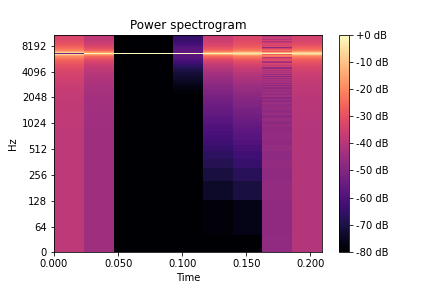 Power spectrogram
Hz
8192
4096
2048
1024
512
256
128
64
0
0.000 0.050 0.100 0.150 0.200
Time
+0 dB
-10 dB
-20 dB
-30 dB
-40 dB
-50 dB
-60 dB
-70 dB
-80 dB